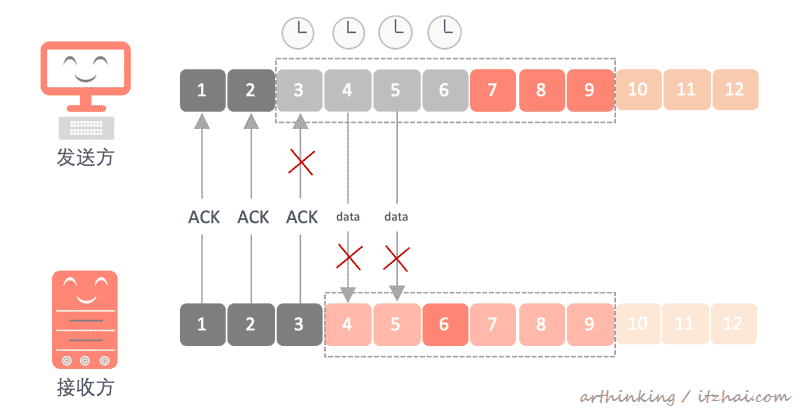 1 2 3 4 5 6 7 8 9 10 11 12
发送方
ACK ACK ACK data data
1 2 3 4 5 6 7 8 9 10 11 12
接收方
arthinking / itzhai.com